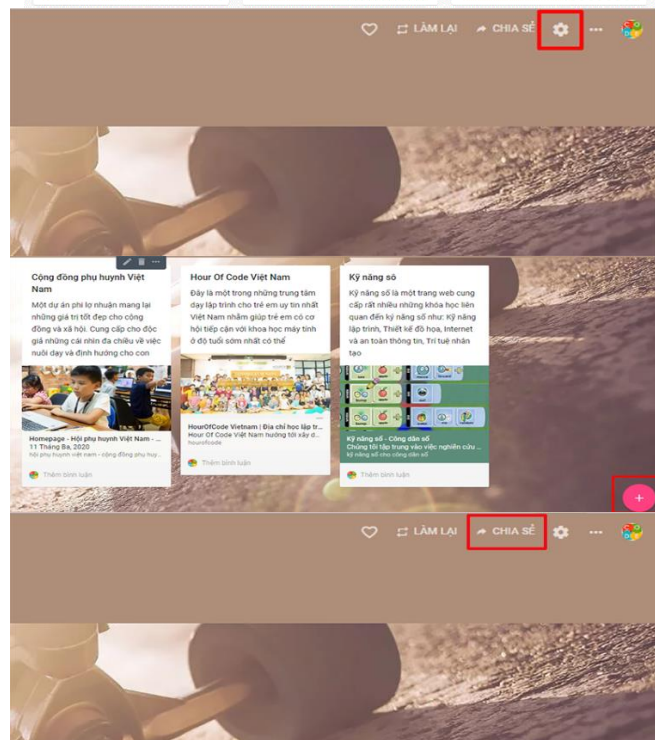 LÀM LẠI
CHIA SẺ
Cộng đồng phụ huynh Việt
Nam
Một dự án phi lợ nhuận mang lại
những giá trị tốt đẹp cho cộng
đồng và xã hội. Cung cấp cho độc
giả những cái nhìn đa chiều về việc
nuôi dạy và định hướng cho con
Homepage - Hội phụ huynh Việt Nam - ...
11 Tháng Ba, 2020
hội phụ huynh việt nam - cộng đồng phụ huy...
Thêm bình luận
Hour Of Code Việt Nam
Đây là một trong những trung tâm
dạy lập trình cho trẻ em uy tín nhất
Việt Nam nhằm giúp trẻ em có cơ
hội tiếp cận với khoa học máy tính
ở độ tuổi sớm nhất có thể
HourOfCode Vietnam | Địa chỉ học lập tr...
Hour Of Code Việt Nam hướng tới xây d...
hourofcode
Thêm bình luận
Kỹ năng số
Kỹ năng số là một trang web cung
cấp rất nhiều những khóa học liên
quan đến kỹ năng số như: Kỹ năng
lập trình, Thiết kế đồ họa, Internet
và an toàn thông tin, Trí tuệ nhân
tạo
Kỹ năng số - Công dân số
Chúng tôi tập trung vào việc nghiên cứu ...
kỹ năng số cho công dân số
Thêm bình luận
LÀM LẠI
CHIA SẺ